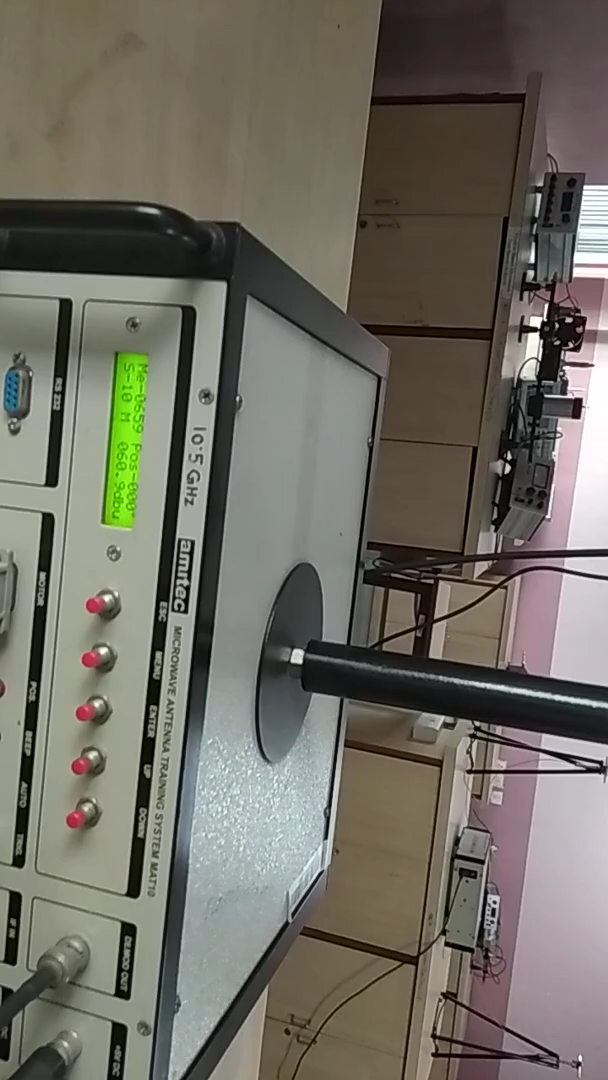 10.5 GHz
amitec MICROWAVE ANTENNA TRAINING SYSTEM MAT10
Me-0659 Pos-000°
S-10 M 060.9dbu
ESC MENU ENTER UP DOWN
RS 232
MOTOR
POS. BEEP AUTO TRIG.
DEMOD OUT
IF IN
+5V DC